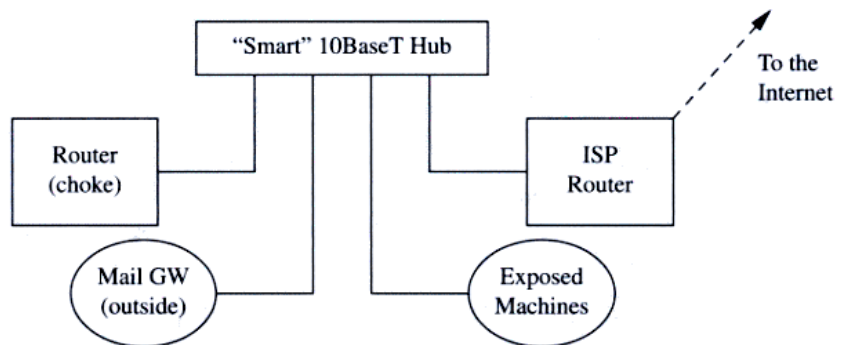 “Smart” 10BaseT Hub
To the
Internet
Router
(choke)
ISP
Router
Mail GW
(outside)
Exposed
Machines